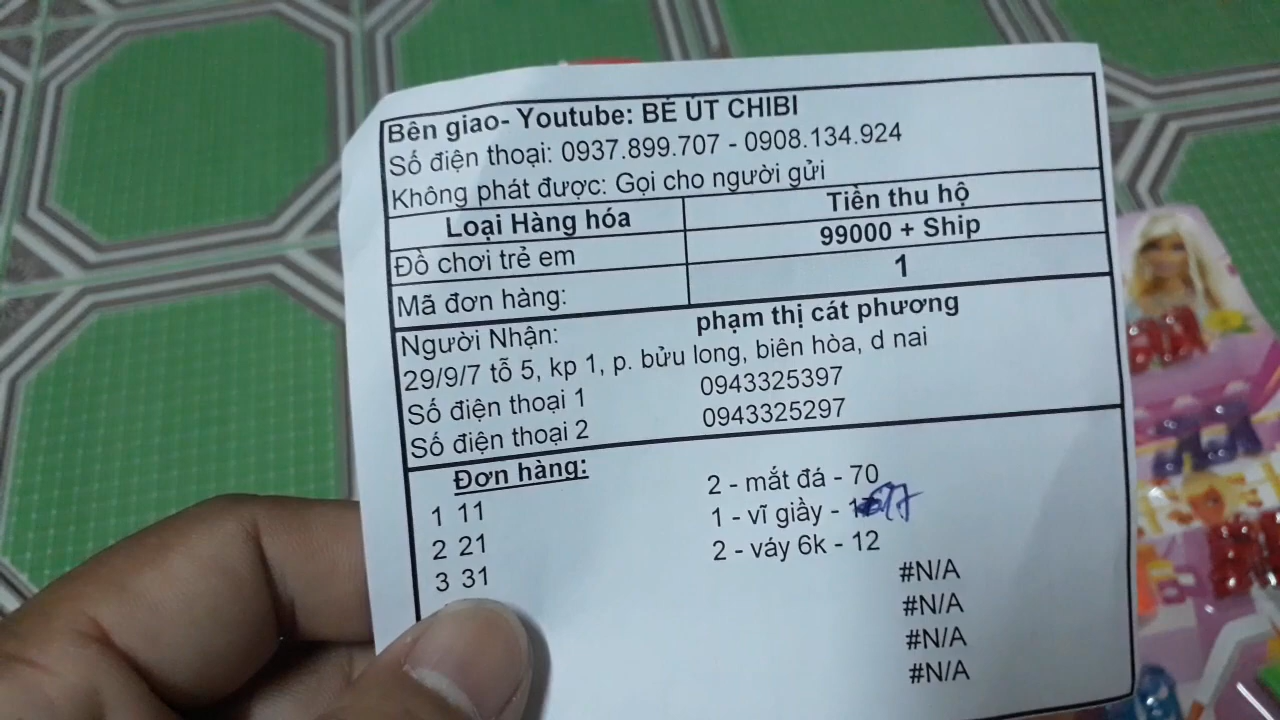 Bên giao- Youtube: BÉ ÚT CHIBI
Số điện thoại: 0937.899.707 - 0908.134.924
Không phát được: Gọi cho người gửi
Loại Hàng hóa Tiền thu hộ
Đồ chơi trẻ em 99000 + Ship
Mã đơn hàng: 1
Người Nhận: phạm thị cát phương
29/9/7 tỗ 5, kp 1, p. bửu long, biên hòa, d nai
Số điện thoại 1 0943325397
Số điện thoại 2 0943325297
Đơn hàng:
1 11 2 - mắt đá - 70
2 21 1 - vĩ giầy -
3 31 2 - váy 6k - 12
#N/A
#N/A
#N/A
#N/A